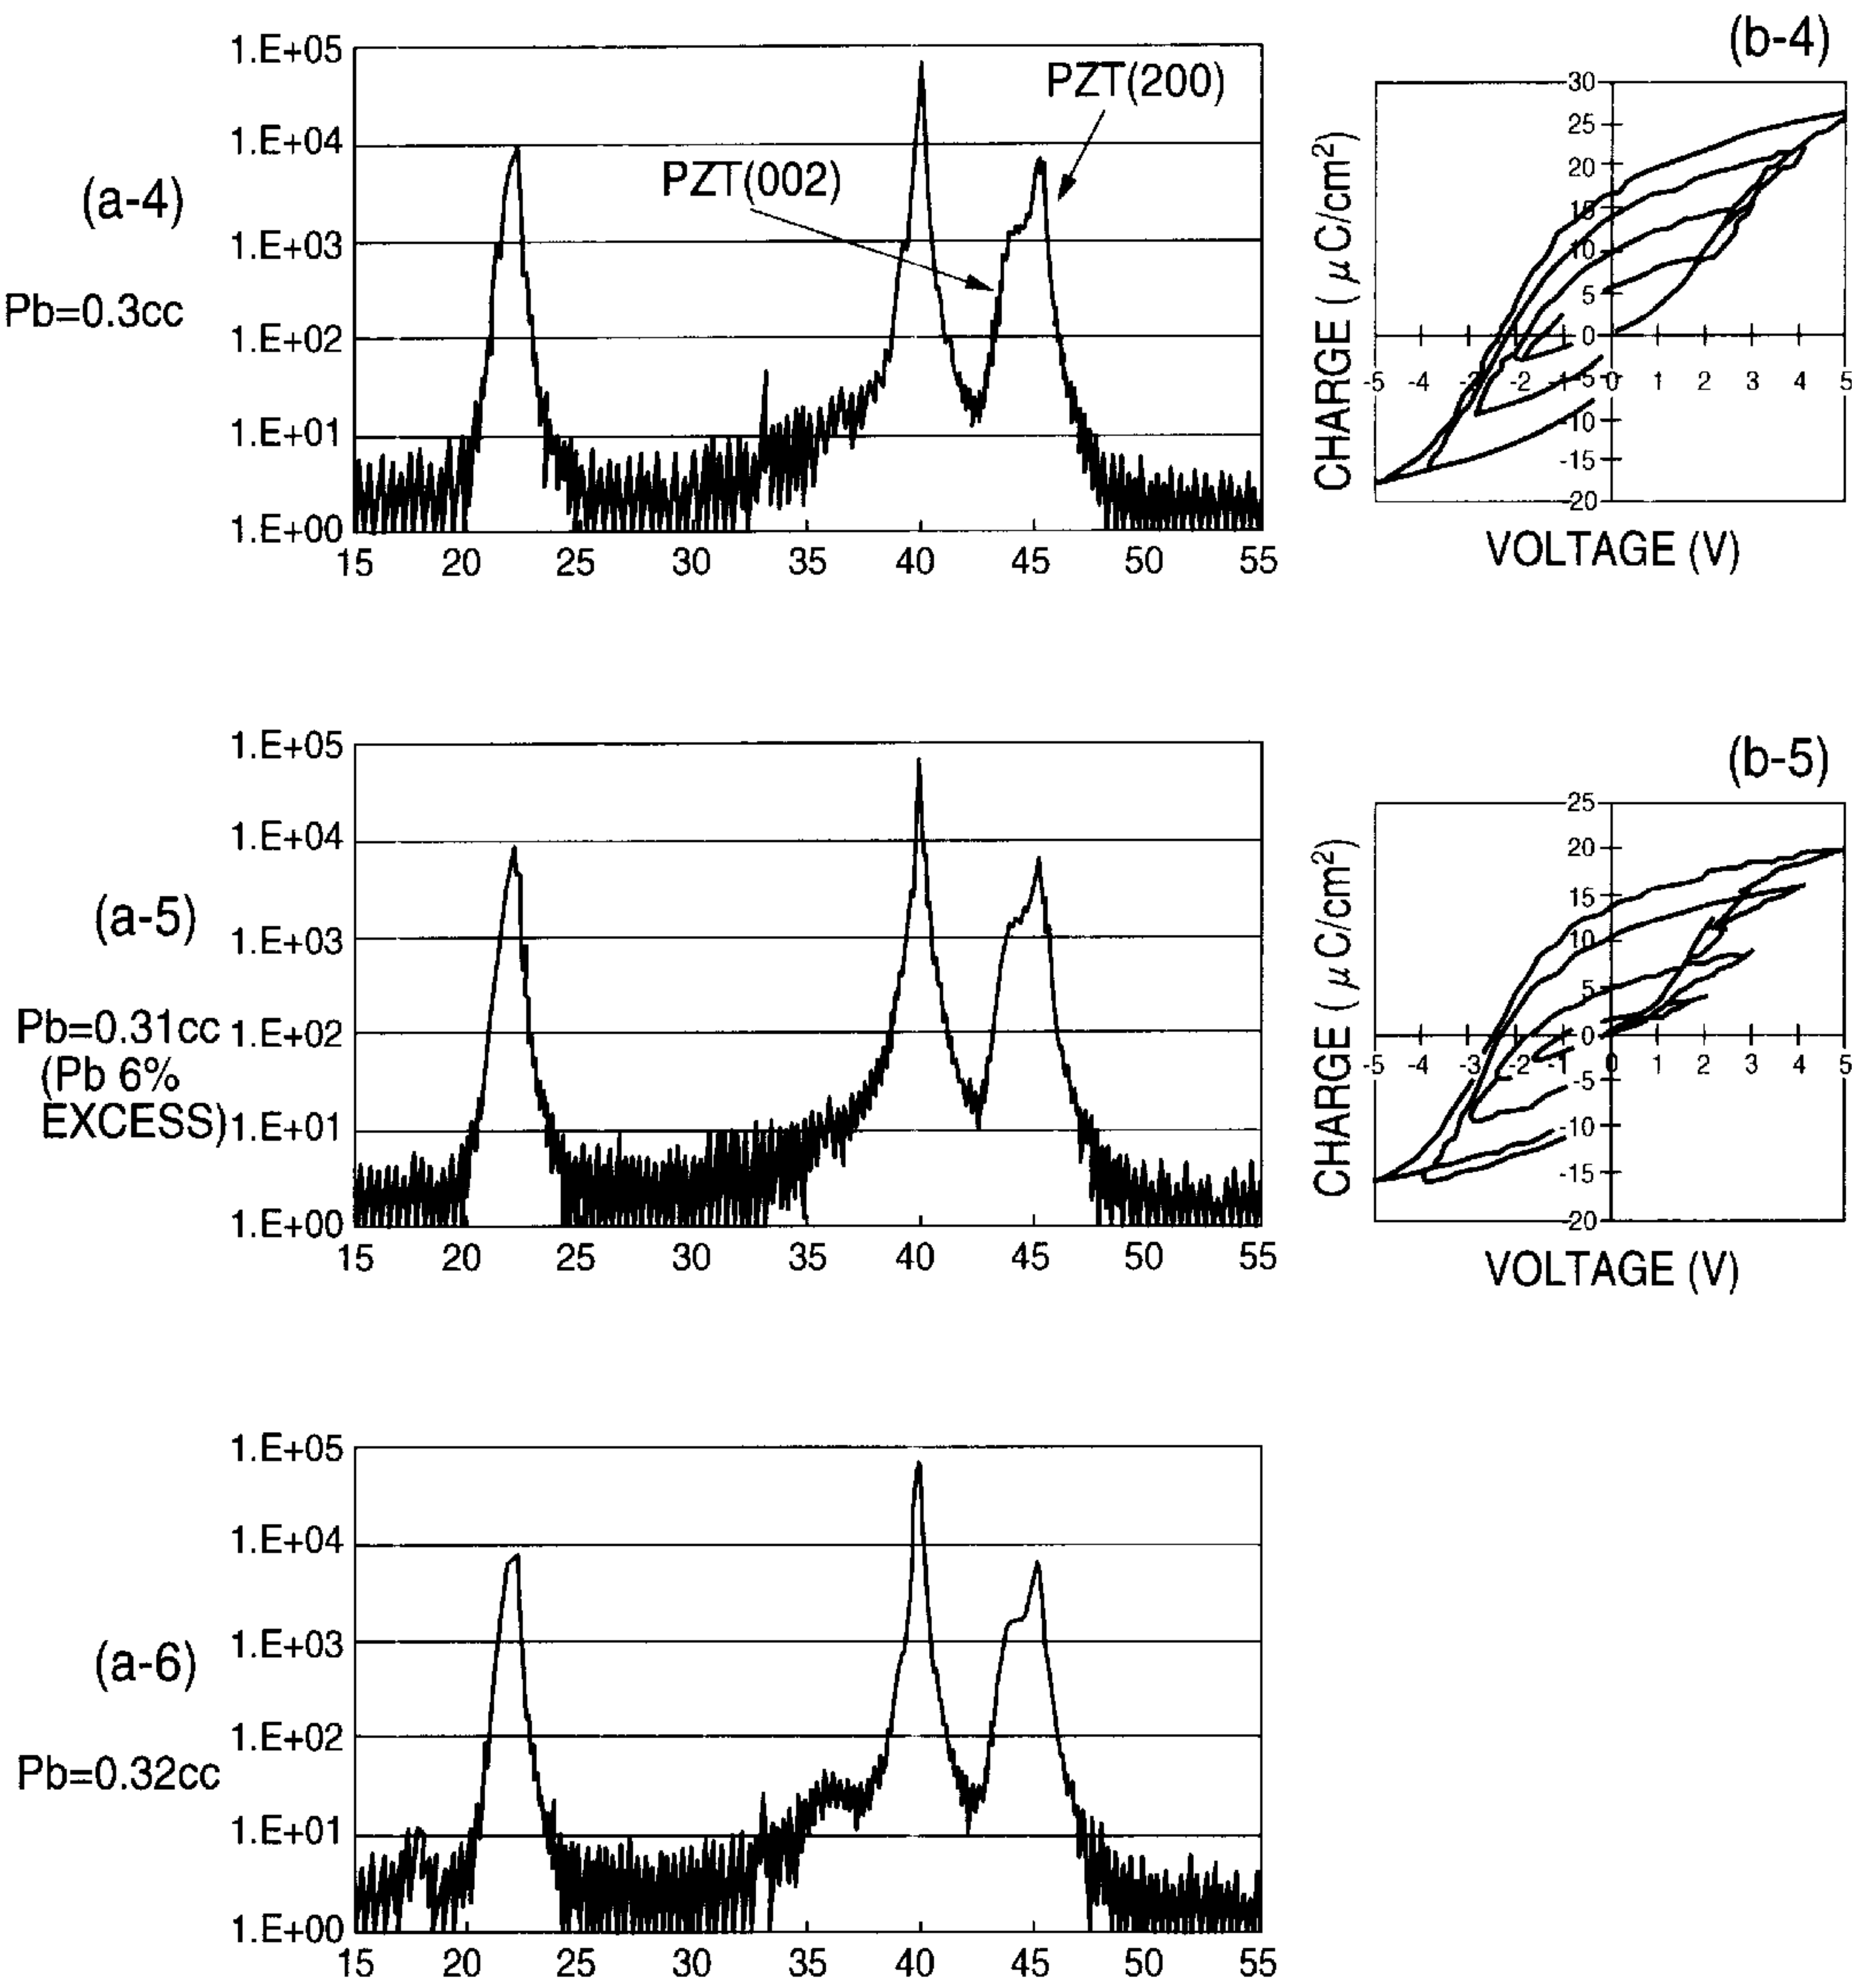 (a-4)
Pb=0.3cc
1.E+05
1.E+04
1.E+03
1.E+02
1.E+01
1.E+00
PZT(002)
PZT(200)
15 20 25 30 35 40 45 50 55
(b-4)
CHARGE ( μ C/cm²)
30
25
20
15
10
5
0
-5
-10
-15
-20
-5 -4 -3 -2 -1 0 1 2 3 4 5
VOLTAGE (V)
(a-5)
Pb=0.31cc
(Pb 6%
EXCESS)
1.E+05
1.E+04
1.E+03
1.E+02
1.E+01
1.E+00
15 20 25 30 35 40 45 50 55
(b-5)
CHARGE ( μ C/cm²)
25
20
15
10
5
0
-5
-10
-15
-20
-5 -4 -3 -2 -1 0 1 2 3 4 5
VOLTAGE (V)
(a-6)
Pb=0.32cc
1.E+05
1.E+04
1.E+03
1.E+02
1.E+01
1.E+00
15 20 25 30 35 40 45 50 55